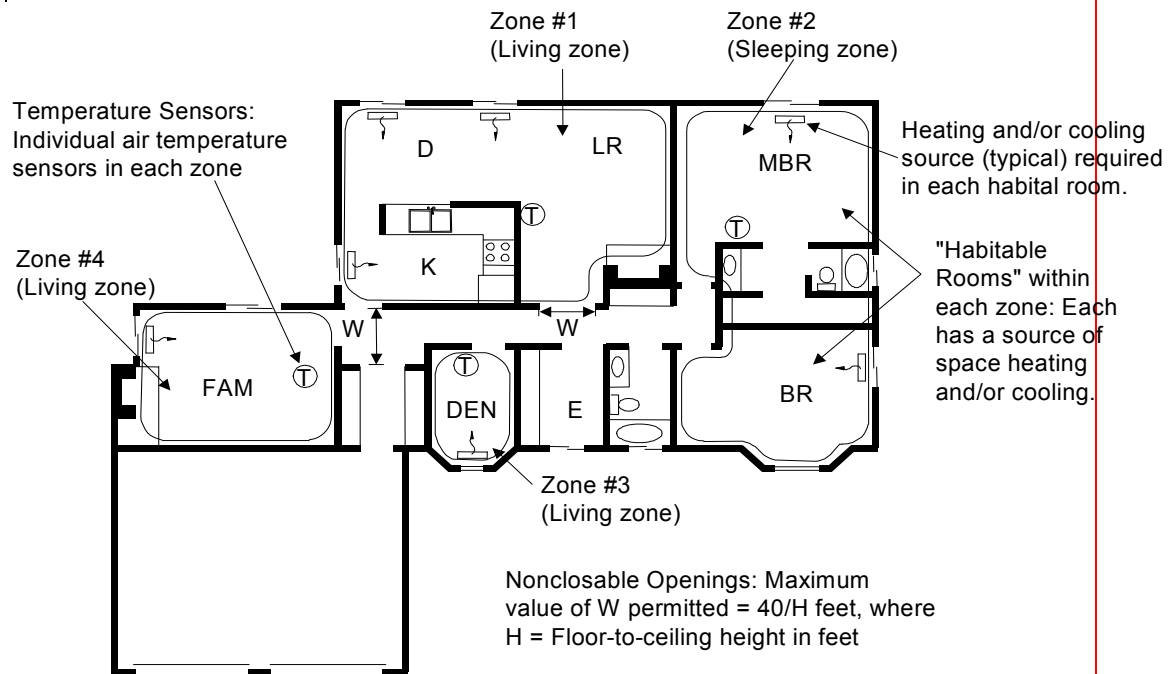 Zone #1
(Living zone)
Zone #2
(Sleeping zone)
Temperature Sensors:
Individual air temperature
sensors in each zone
Heating and/or cooling
source (typical) required
in each habital room.
D
LR
MBR
T
T
K
"Habitable
Rooms" within
each zone: Each
has a source of
space heating
and/or cooling.
Zone #4
(Living zone)
W
W
T
T
FAM
DEN
E
BR
Zone #3
(Living zone)
Nonclosable Openings: Maximum
value of W permitted = 40/H feet, where
H = Floor-to-ceiling height in feet